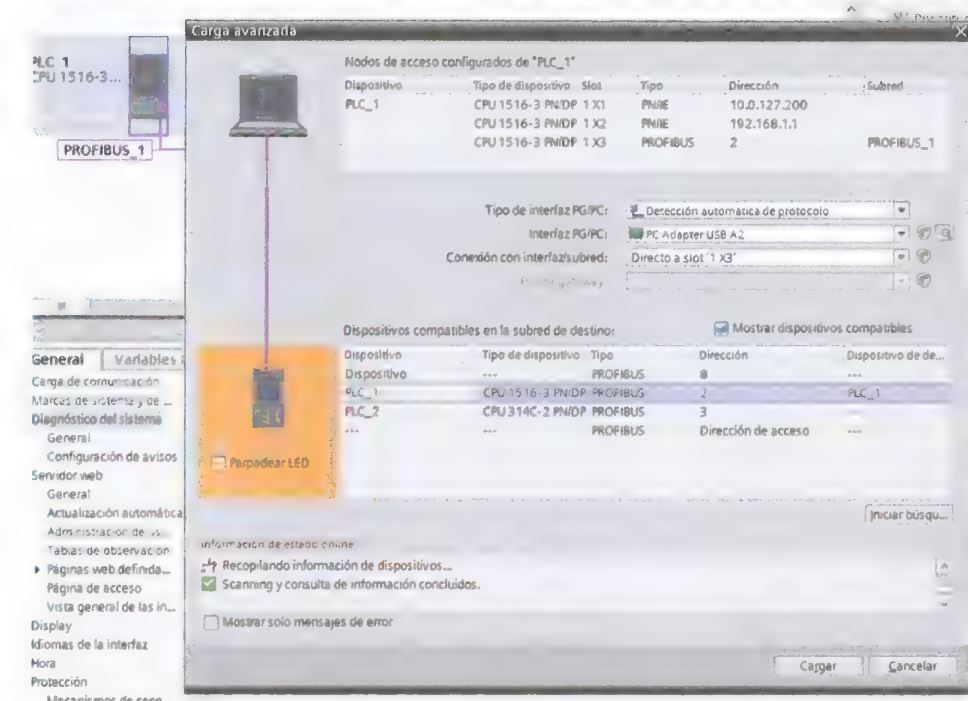 Carga avanzada
PLC_1
CPU 1516-3...
PROFIBUS_1
Nodos de acceso configurados de "PLC_1"
Dispositivo Tipo de dispositivo Slot Tipo Dirección Subred
PLC_1 CPU 1516-3 PN/DP 1 X1 PN/IE 10.0.127.200
CPU 1516-3 PN/DP 1 X2 PN/IE 192.168.1.1
CPU 1516-3 PN/DP 1 X3 PROFIBUS 2 PROFIBUS_1
Tipo de interfaz PG/PC: Detección automática de protocolo
Interfaz PG/PC: PC Adapter USB A2
Conexión con interfaz/subred: Directo a slot '1 X3'
Dispositivos compatibles en la subred de destino: Mostrar dispositivos compatibles
Dispositivo Tipo de dispositivo Tipo Dirección Dispositivo de de...
Dispositivo --- PROFIBUS 8 ---
PLC_1 CPU 1516-3 PN/DP PROFIBUS 2 PLC_1
PLC_2 CPU 314C-2 PN/DP PROFIBUS 3
--- --- PROFIBUS Dirección de acceso ---
Parpadear LED
Iniciar búsqu...
Información de estado online
Recopilando información de dispositivos...
Scanning y consulta de información concluidos.
Mostrar solo mensajes de error
Cargar Cancelar
General Variables
Carga de comunicación
Marcas de sistema y de ...
Diagnóstico del sistema
General
Configuración de avisos
Servidor web
General
Actualización automática
Administración de us...
Tablas de observación
Páginas web definida...
Página de acceso
Vista general de las in...
Display
Idiomas de la interfaz
Hora
Protección